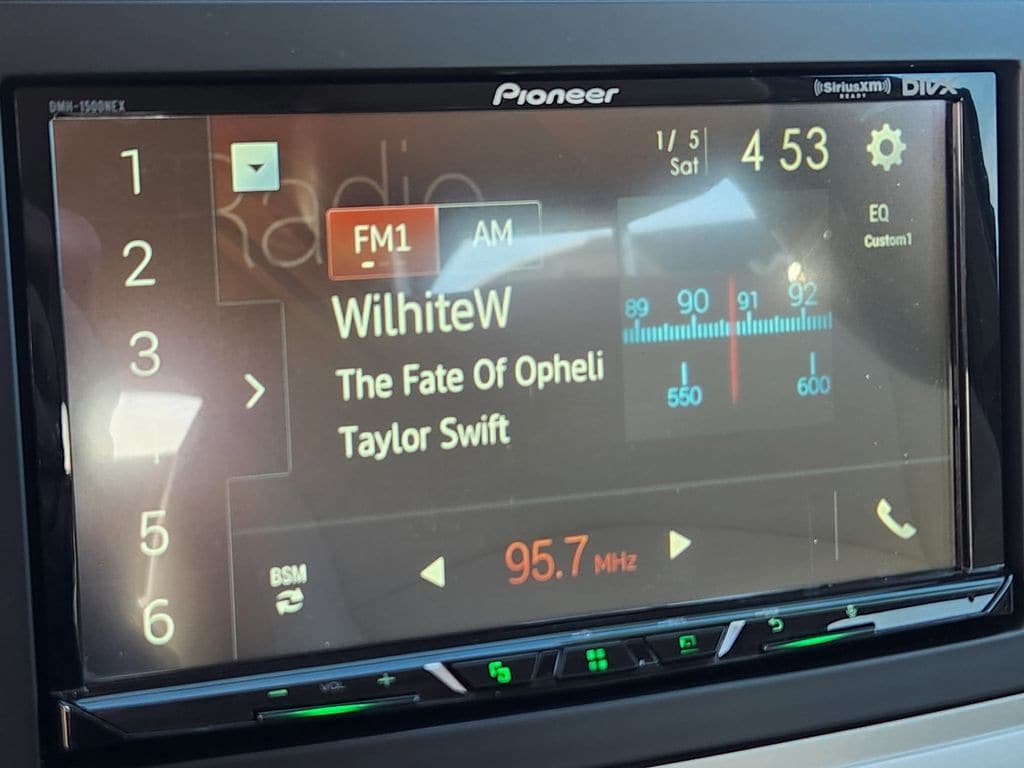 DMH-1500NEX
Pioneer
SiriusXM
READY
DIVX
Radio
1/ 5
Sat
4 53
FM1
AM
EQ
Custom1
1
2
3
5
6
WilhiteW
The Fate Of Opheli
Taylor Swift
89 90 91 92
550 600
BSM
95.7 MHz
VOL